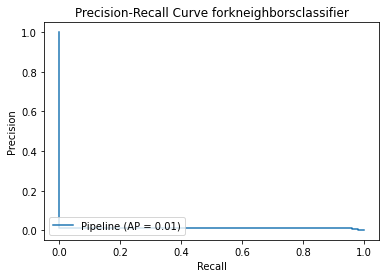 Precision-Recall Curve forkneighborsclassifier
1.0
0.8
0.6
0.4
0.2
0.0
Precision
Pipeline (AP = 0.01)
0.0 0.2 0.4 0.6 0.8 1.0
Recall